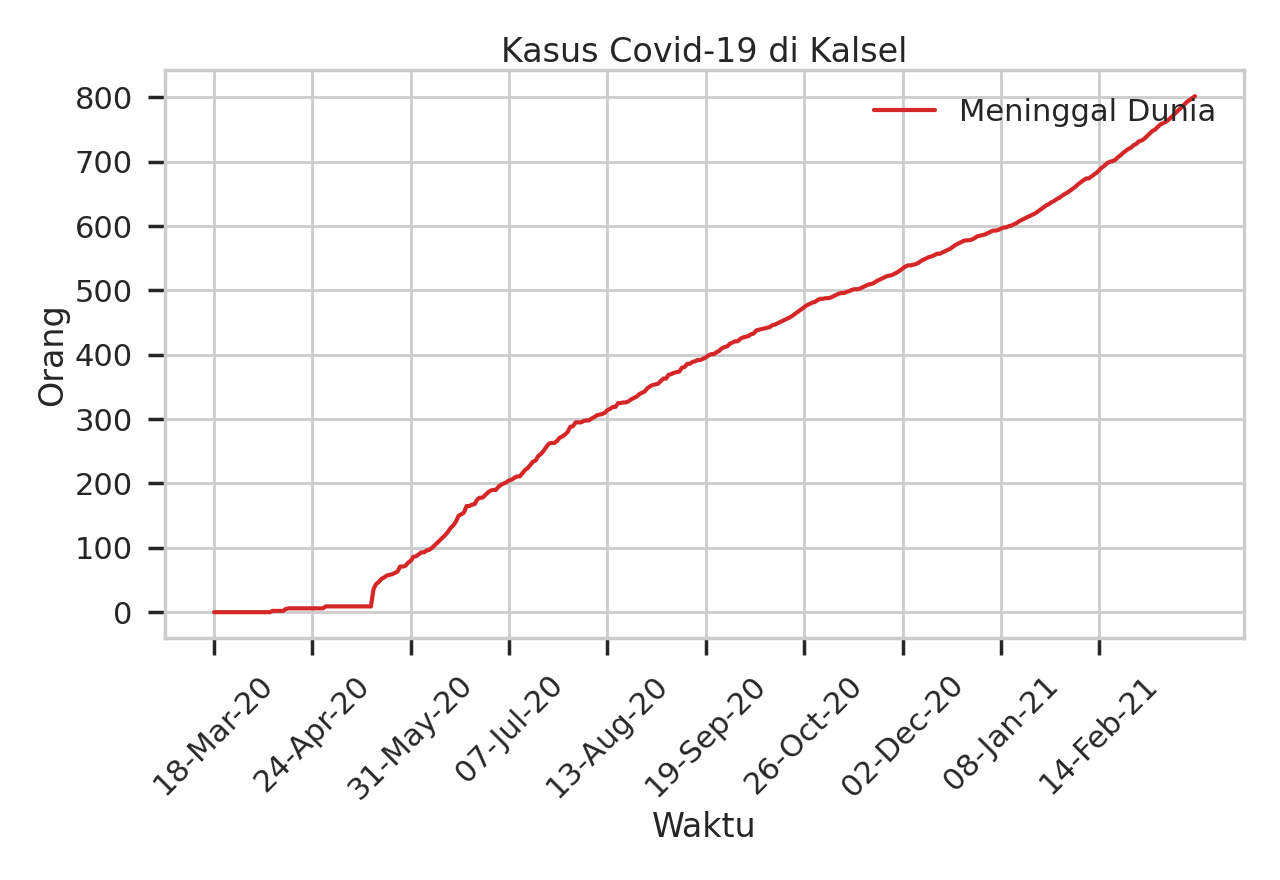 Kasus Covid-19 di Kalsel
Meninggal Dunia
Orang
800
700
600
500
400
300
200
100
0
18-Mar-20
24-Apr-20
31-May-20
07-Jul-20
13-Aug-20
19-Sep-20
26-Oct-20
02-Dec-20
08-Jan-21
14-Feb-21
Waktu